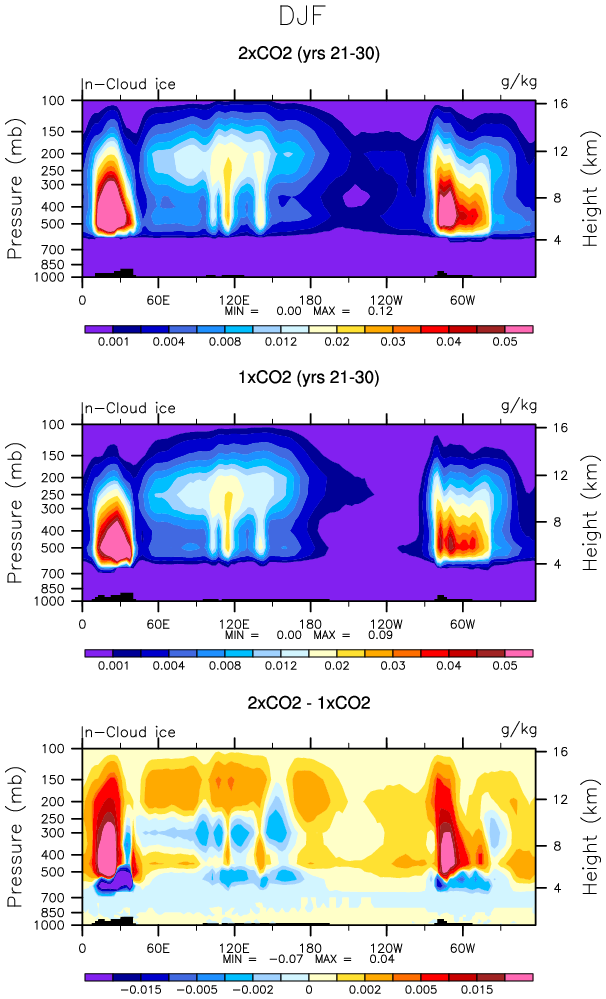 DJF
2xCO2 (yrs 21-30)
n-Cloud ice g/kg
Pressure (mb)
Height (km)
100
150
200
250
300
400
500
700
850
1000
16
12
8
4
0 60E 120E 180 120W 60W
MIN = 0.00 MAX = 0.12
0.001 0.004 0.008 0.012 0.02 0.03 0.04 0.05
1xCO2 (yrs 21-30)
n-Cloud ice g/kg
Pressure (mb)
Height (km)
100
150
200
250
300
400
500
700
850
1000
16
12
8
4
0 60E 120E 180 120W 60W
MIN = 0.00 MAX = 0.09
0.001 0.004 0.008 0.012 0.02 0.03 0.04 0.05
2xCO2 - 1xCO2
n-Cloud ice g/kg
Pressure (mb)
Height (km)
100
150
200
300
400
500
700
850
1000
16
12
8
4
0 60E 120E 180 120W 60W
MIN = -0.07 MAX = 0.04
-0.015 -0.005 -0.002 0 0.002 0.005 0.015